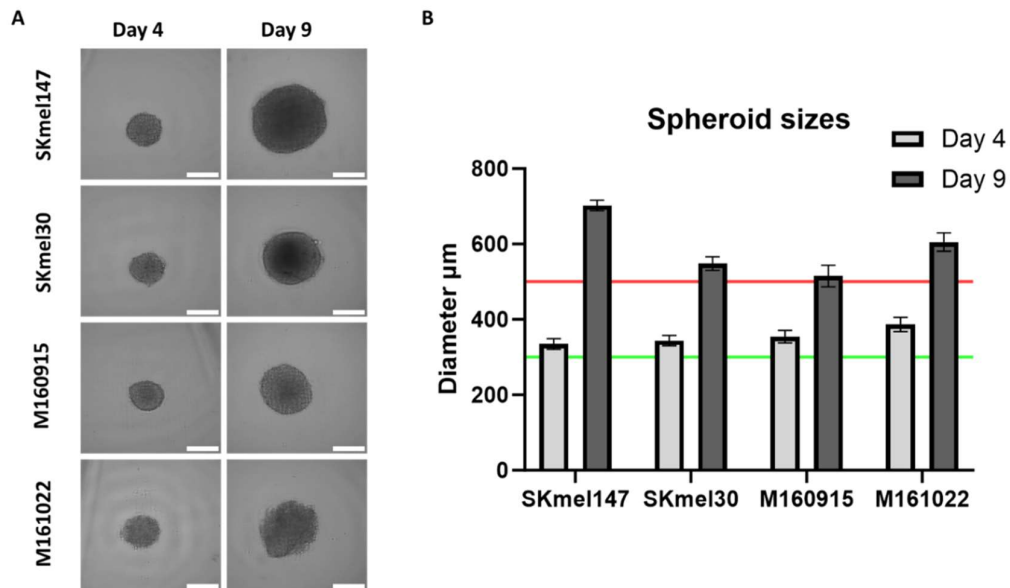 A
Day 4
Day 9
SKmel147
SKmel30
M160915
M161022
B
Spheroid sizes
Day 4
Day 9
Diameter µm
800
600
400
200
0
SKmel147
SKmel30
M160915
M161022